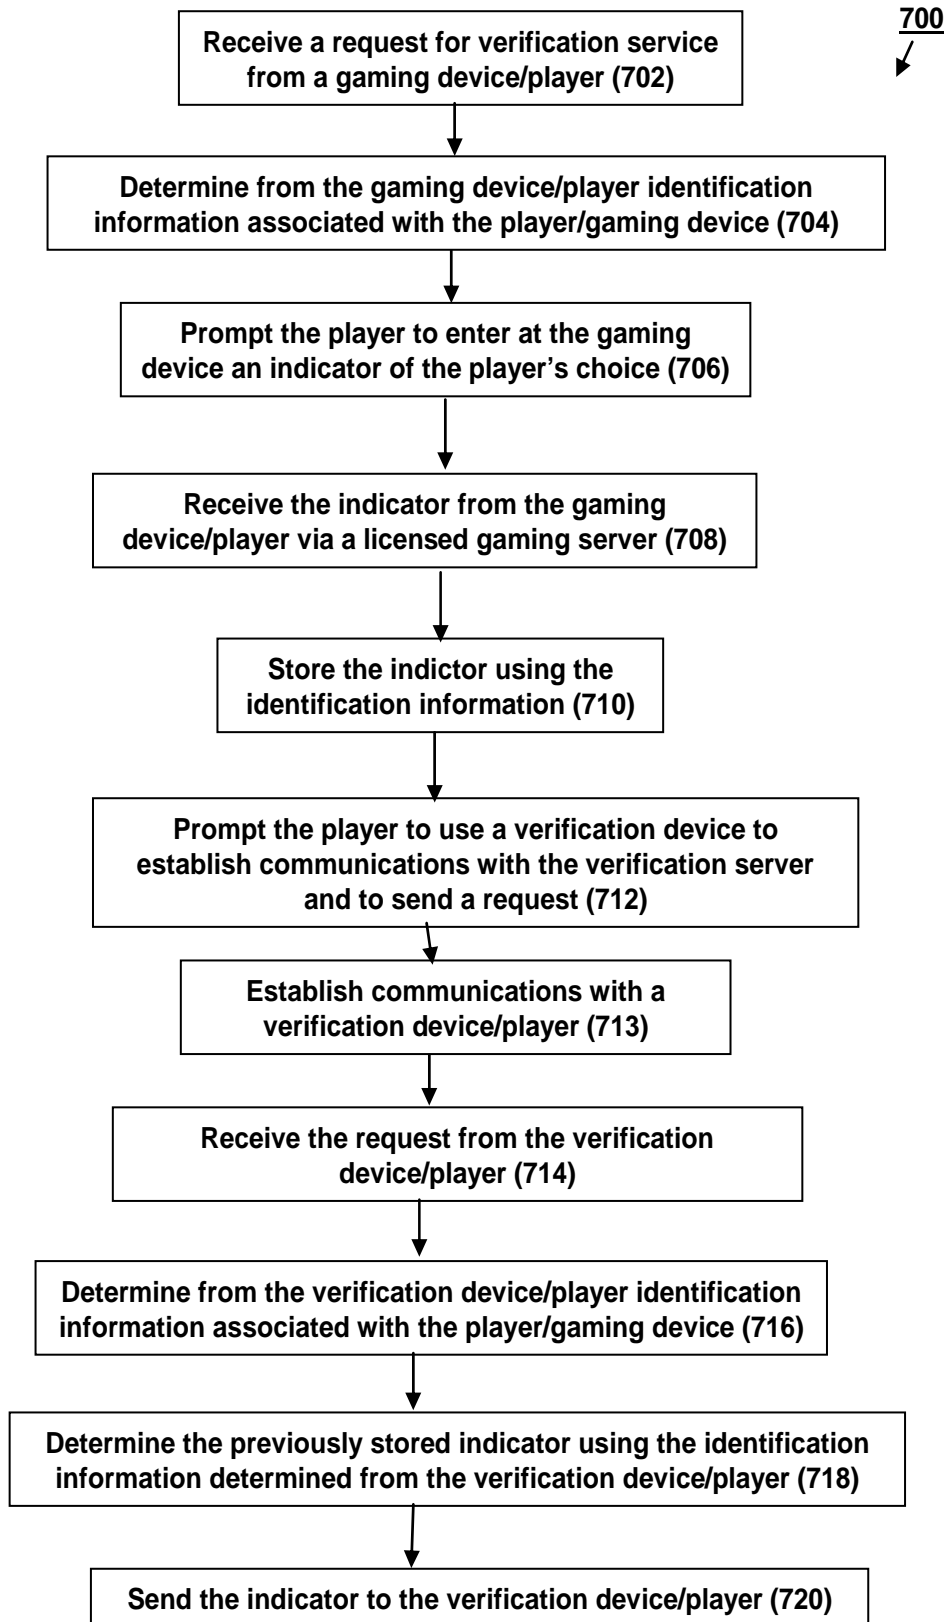 700
Receive a request for verification service
from a gaming device/player (702)
Determine from the gaming device/player identification
information associated with the player/gaming device (704)
Prompt the player to enter at the gaming
device an indicator of the player’s choice (706)
Receive the indicator from the gaming
device/player via a licensed gaming server (708)
Store the indictor using the
identification information (710)
Prompt the player to use a verification device to
establish communications with the verification server
and to send a request (712)
Establish communications with a
verification device/player (713)
Receive the request from the verification
device/player (714)
Determine from the verification device/player identification
information associated with the player/gaming device (716)
Determine the previously stored indicator using the identification
information determined from the verification device/player (718)
Send the indicator to the verification device/player (720)